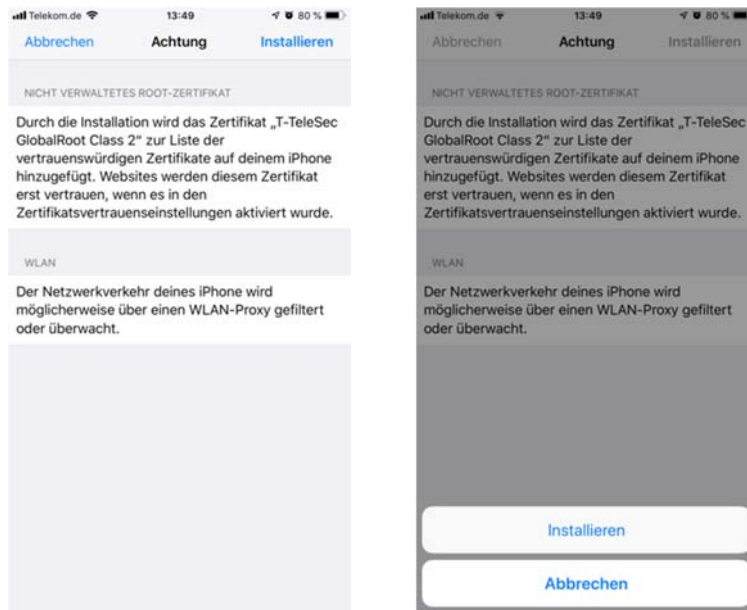 Telekom.de 13:49 80 %
Abbrechen Achtung Installieren
NICHT VERWALTETES ROOT-ZERTIFIKAT
Durch die Installation wird das Zertifikat „T-TeleSec
GlobalRoot Class 2“ zur Liste der
vertrauenswürdigen Zertifikate auf deinem iPhone
hinzugefügt. Websites werden diesem Zertifikat
erst vertrauen, wenn es in den
Zertifikatsvertrauenseinstellungen aktiviert wurde.
WLAN
Der Netzwerkverkehr deines iPhone wird
möglicherweise über einen WLAN-Proxy gefiltert
oder überwacht.
Telekom.de 13:49 80 %
Abbrechen Achtung Installieren
NICHT VERWALTETES ROOT-ZERTIFIKAT
Durch die Installation wird das Zertifikat „T-TeleSec
GlobalRoot Class 2“ zur Liste der
vertrauenswürdigen Zertifikate auf deinem iPhone
hinzugefügt. Websites werden diesem Zertifikat
erst vertrauen, wenn es in den
Zertifikatsvertrauenseinstellungen aktiviert wurde.
WLAN
Der Netzwerkverkehr deines iPhone wird
möglicherweise über einen WLAN-Proxy gefiltert
oder überwacht.
Installieren
Abbrechen